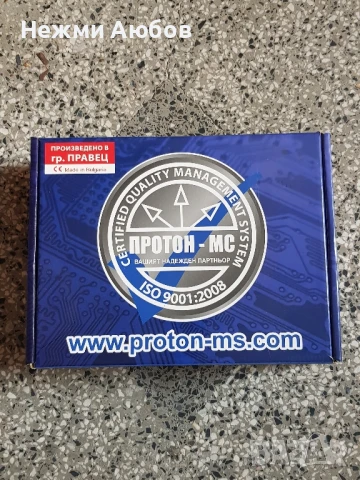 Нежми Аюбов
ПРОИЗВЕДЕНО В
гр. ПРАВЕЦ
CE Made in Bulgaria
CERTIFIED QUALITY MANAGEMENT SYSTEM
ПРОТОН - МС
ВАШИЯТ НАДЕЖДЕН ПАРТНЬОР
ISO 9001:2008
www.proton-ms.com